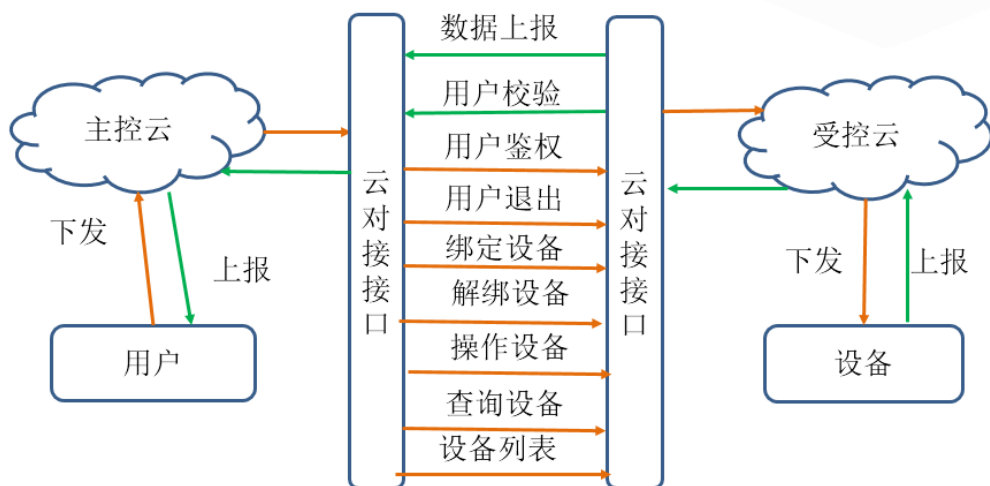 数据上报
用户校验
主控云
受控云
用户鉴权
云对接接口
云对接接口
用户退出
下发
上报
绑定设备
下发
上报
解绑设备
操作设备
用户
设备
查询设备
设备列表